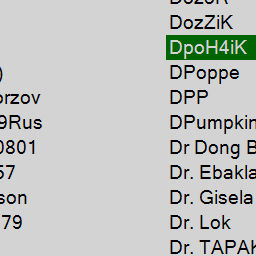 DozZiK
DpoH4iK
DPoppe
DPP
DPumpkin
Dr Dong B
Dr. Ebakla
Dr. Gisela
Dr. Lok
Dr. TAPAK
)
orzov
9Rus
0801
57
son
79